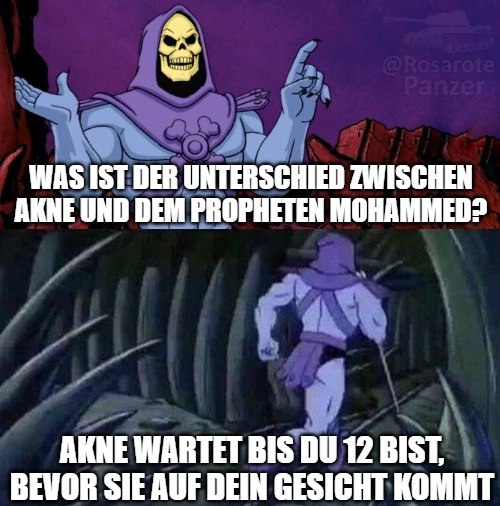 @Rosarote
Panzer
WAS IST DER UNTERSCHIED ZWISCHEN
AKNE UND DEM PROPHETEN MOHAMMED?
AKNE WARTET BIS DU 12 BIST,
BEVOR SIE AUF DEIN GESICHT KOMMT